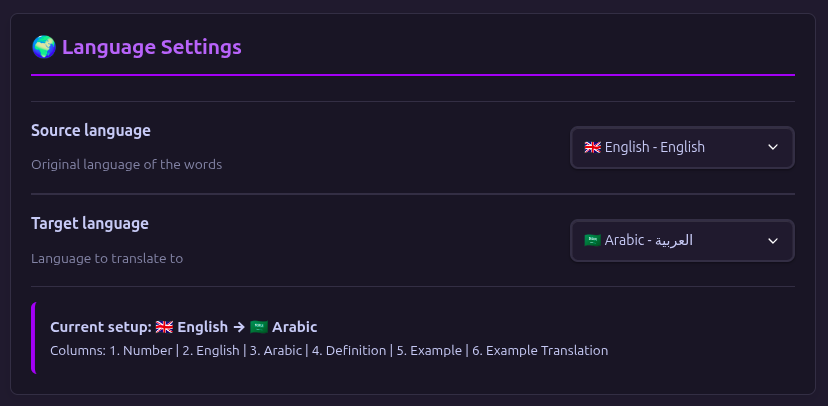 🌍 Language Settings
Source language
🇬🇧 English - English
Original language of the words
Target language
🇸🇦 Arabic - العربية
Language to translate to
Current setup: 🇬🇧 English → 🇸🇦 Arabic
Columns: 1. Number | 2. English | 3. Arabic | 4. Definition | 5. Example | 6. Example Translation